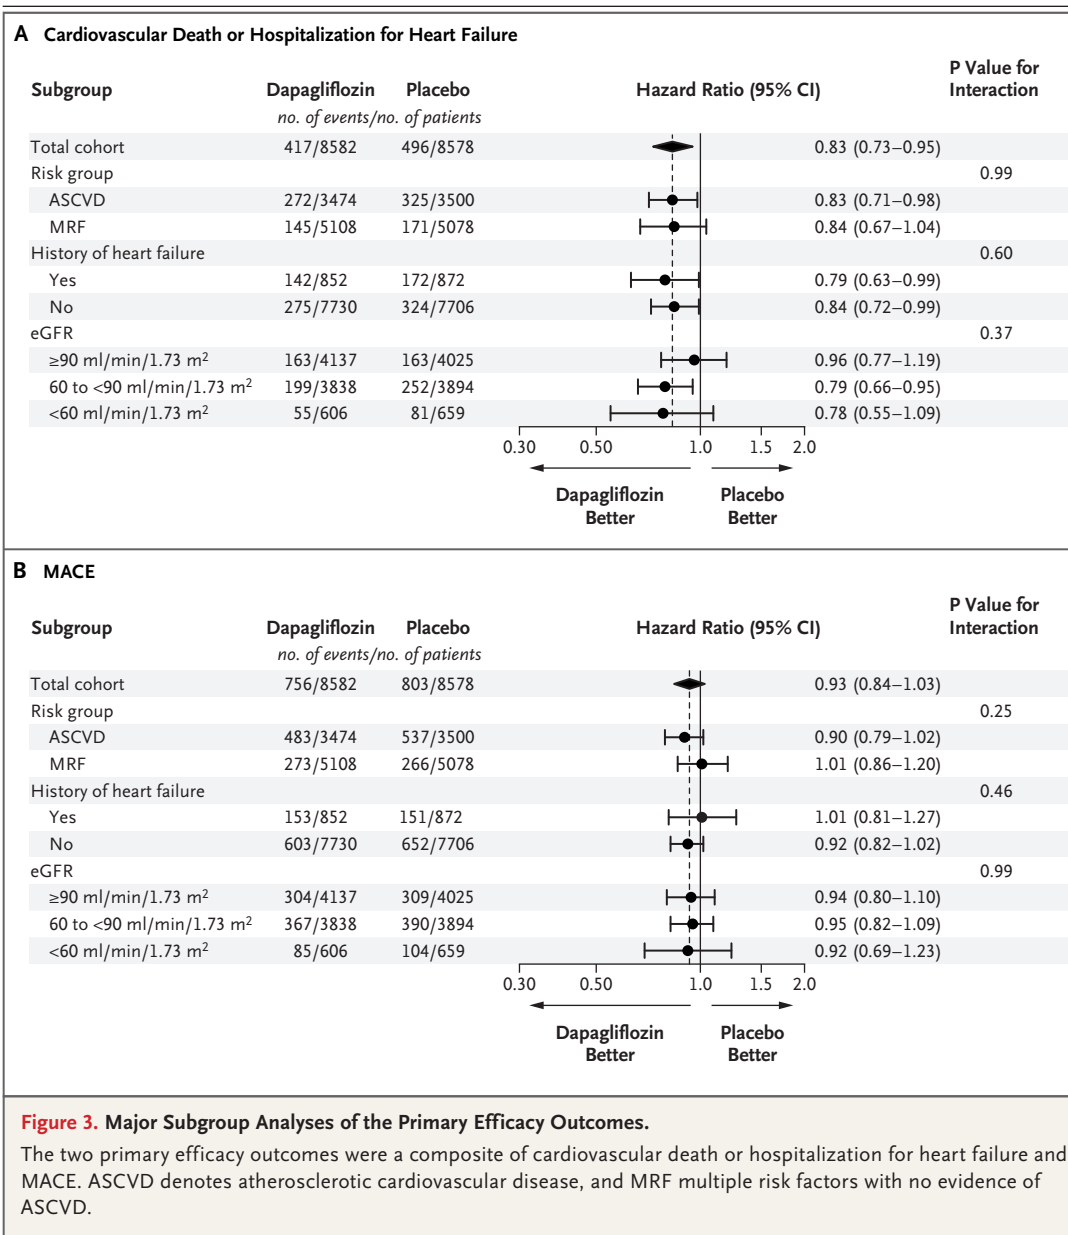 A Cardiovascular Death or Hospitalization for Heart Failure
Subgroup Dapagliflozin Placebo Hazard Ratio (95% CI) P Value for Interaction
no. of events/no. of patients
Total cohort 417/8582 496/8578 0.83 (0.73–0.95)
Risk group 0.99
ASCVD 272/3474 325/3500 0.83 (0.71–0.98)
MRF 145/5108 171/5078 0.84 (0.67–1.04)
History of heart failure 0.60
Yes 142/852 172/872 0.79 (0.63–0.99)
No 275/7730 324/7706 0.84 (0.72–0.99)
eGFR 0.37
≥90 ml/min/1.73 m² 163/4137 163/4025 0.96 (0.77–1.19)
60 to <90 ml/min/1.73 m² 199/3838 252/3894 0.79 (0.66–0.95)
<60 ml/min/1.73 m² 55/606 81/659 0.78 (0.55–1.09)
0.30 0.50 1.0 1.5 2.0
Dapagliflozin Better Placebo Better
B MACE
Subgroup Dapagliflozin Placebo Hazard Ratio (95% CI) P Value for Interaction
no. of events/no. of patients
Total cohort 756/8582 803/8578 0.93 (0.84–1.03)
Risk group 0.25
ASCVD 483/3474 537/3500 0.90 (0.79–1.02)
MRF 273/5108 266/5078 1.01 (0.86–1.20)
History of heart failure 0.46
Yes 153/852 151/872 1.01 (0.81–1.27)
No 603/7730 652/7706 0.92 (0.82–1.02)
eGFR 0.99
≥90 ml/min/1.73 m² 304/4137 309/4025 0.94 (0.80–1.10)
60 to <90 ml/min/1.73 m² 367/3838 390/3894 0.95 (0.82–1.09)
<60 ml/min/1.73 m² 85/606 104/659 0.92 (0.69–1.23)
0.30 0.50 1.0 1.5 2.0
Dapagliflozin Better Placebo Better
Figure 3. Major Subgroup Analyses of the Primary Efficacy Outcomes.
The two primary efficacy outcomes were a composite of cardiovascular death or hospitalization for heart failure and
MACE. ASCVD denotes atherosclerotic cardiovascular disease, and MRF multiple risk factors with no evidence of
ASCVD.